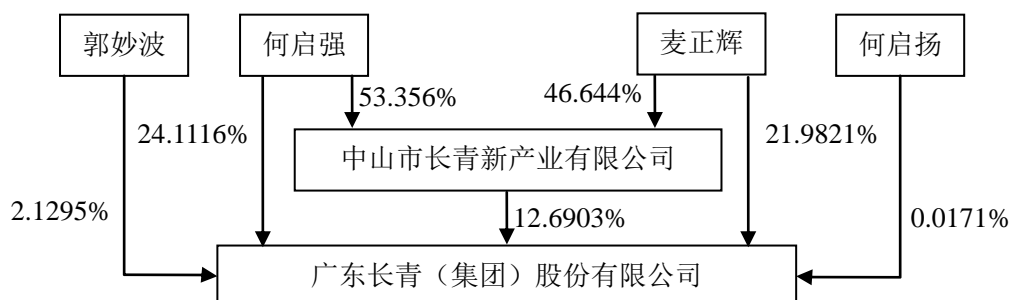 郭妙波
何启强
麦正辉
何启扬
53.356%
46.644%
24.1116%
21.9821%
中山市长青新产业有限公司
2.1295%
12.6903%
0.0171%
广东长青（集团）股份有限公司